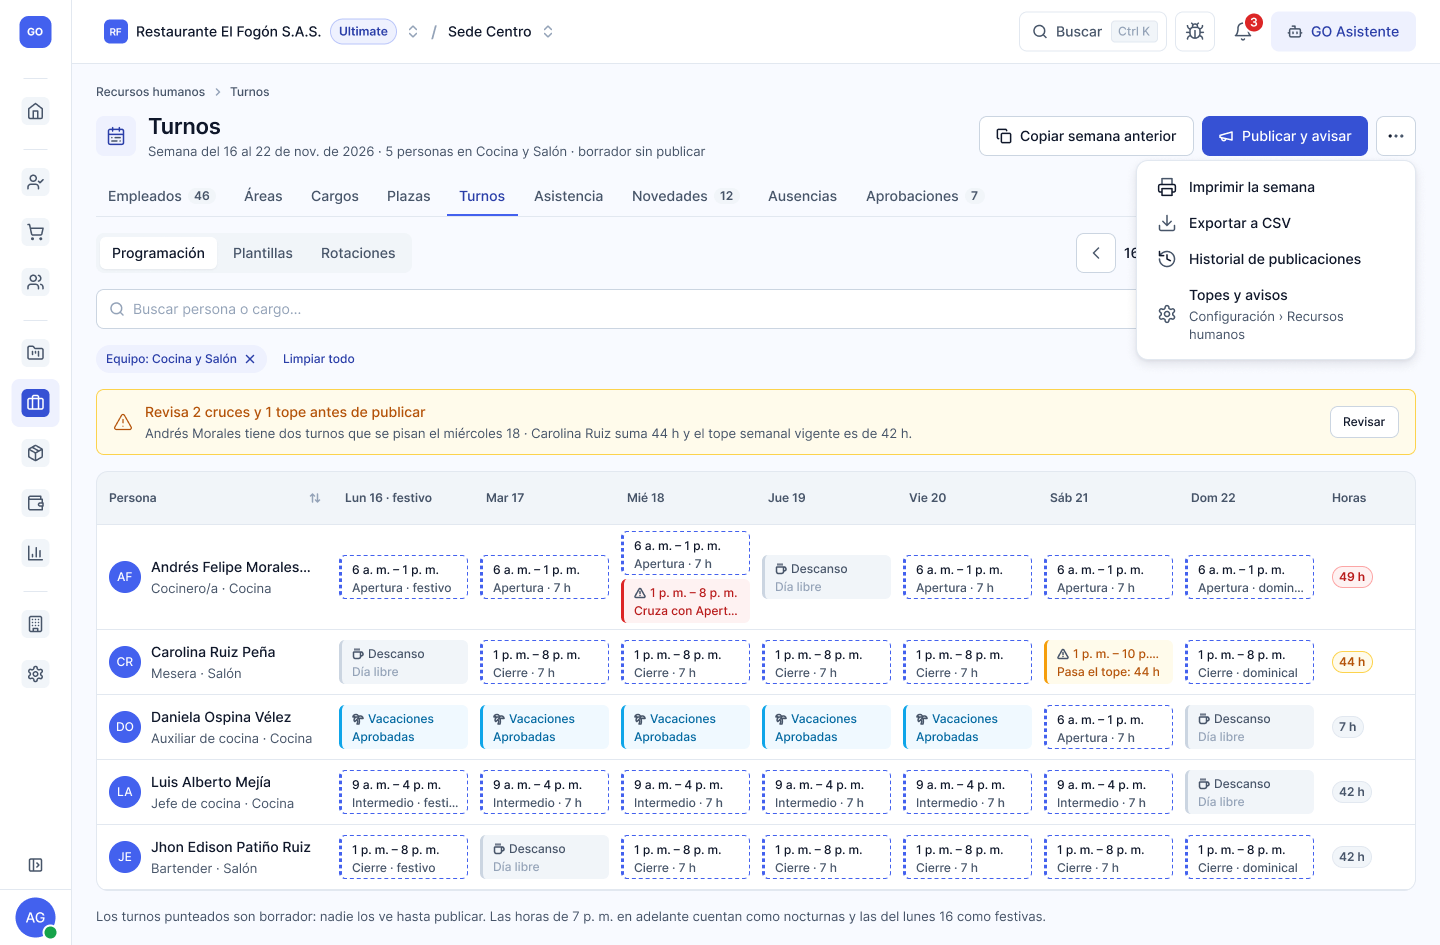 GO
RF Restaurante El Fogón S.A.S. Ultimate / Sede Centro
Buscar Ctrl K
3
GO Asistente
Recursos humanos > Turnos
Turnos
Semana del 16 al 22 de nov. de 2026 · 5 personas en Cocina y Salón · borrador sin publicar
Copiar semana anterior
Publicar y avisar
Imprimir la semana
Exportar a CSV
Historial de publicaciones
Topes y avisos
Configuración › Recursos
humanos
Empleados 46 Áreas Cargos Plazas Turnos Asistencia Novedades 12 Ausencias Aprobaciones 7
Programación Plantillas Rotaciones
16
Buscar persona o cargo...
Equipo: Cocina y Salón
Limpiar todo
Revisa 2 cruces y 1 tope antes de publicar
Andrés Morales tiene dos turnos que se pisan el miércoles 18 · Carolina Ruiz suma 44 h y el tope semanal vigente es de 42 h.
Revisar
Persona Lun 16 · festivo Mar 17 Mié 18 Jue 19 Vie 20 Sáb 21 Dom 22 Horas
AF
Andrés Felipe Morales...
Cocinero/a · Cocina
6 a. m. – 1 p. m.
Apertura · festivo
6 a. m. – 1 p. m.
Apertura · 7 h
6 a. m. – 1 p. m.
Apertura · 7 h
1 p. m. – 8 p. m.
Cruza con Apert...
Descanso
Día libre
6 a. m. – 1 p. m.
Apertura · 7 h
6 a. m. – 1 p. m.
Apertura · 7 h
6 a. m. – 1 p. m.
Apertura · domin...
49 h
CR
Carolina Ruiz Peña
Mesera · Salón
Descanso
Día libre
1 p. m. – 8 p. m.
Cierre · 7 h
1 p. m. – 8 p. m.
Cierre · 7 h
1 p. m. – 8 p. m.
Cierre · 7 h
1 p. m. – 8 p. m.
Cierre · 7 h
1 p. m. – 10 p....
Pasa el tope: 44 h
1 p. m. – 8 p. m.
Cierre · dominical
44 h
DO
Daniela Ospina Vélez
Auxiliar de cocina · Cocina
Vacaciones
Aprobadas
Vacaciones
Aprobadas
Vacaciones
Aprobadas
Vacaciones
Aprobadas
Vacaciones
Aprobadas
6 a. m. – 1 p. m.
Apertura · 7 h
Descanso
Día libre
7 h
LA
Luis Alberto Mejía
Jefe de cocina · Cocina
9 a. m. – 4 p. m.
Intermedio · festi...
9 a. m. – 4 p. m.
Intermedio · 7 h
9 a. m. – 4 p. m.
Intermedio · 7 h
9 a. m. – 4 p. m.
Intermedio · 7 h
9 a. m. – 4 p. m.
Intermedio · 7 h
9 a. m. – 4 p. m.
Intermedio · 7 h
Descanso
Día libre
42 h
JE
Jhon Edison Patiño Ruiz
Bartender · Salón
1 p. m. – 8 p. m.
Cierre · festivo
Descanso
Día libre
1 p. m. – 8 p. m.
Cierre · 7 h
1 p. m. – 8 p. m.
Cierre · 7 h
1 p. m. – 8 p. m.
Cierre · 7 h
1 p. m. – 8 p. m.
Cierre · 7 h
1 p. m. – 8 p. m.
Cierre · dominical
42 h
AG
Los turnos punteados son borrador: nadie los ve hasta publicar. Las horas de 7 p. m. en adelante cuentan como nocturnas y las del lunes 16 como festivas.